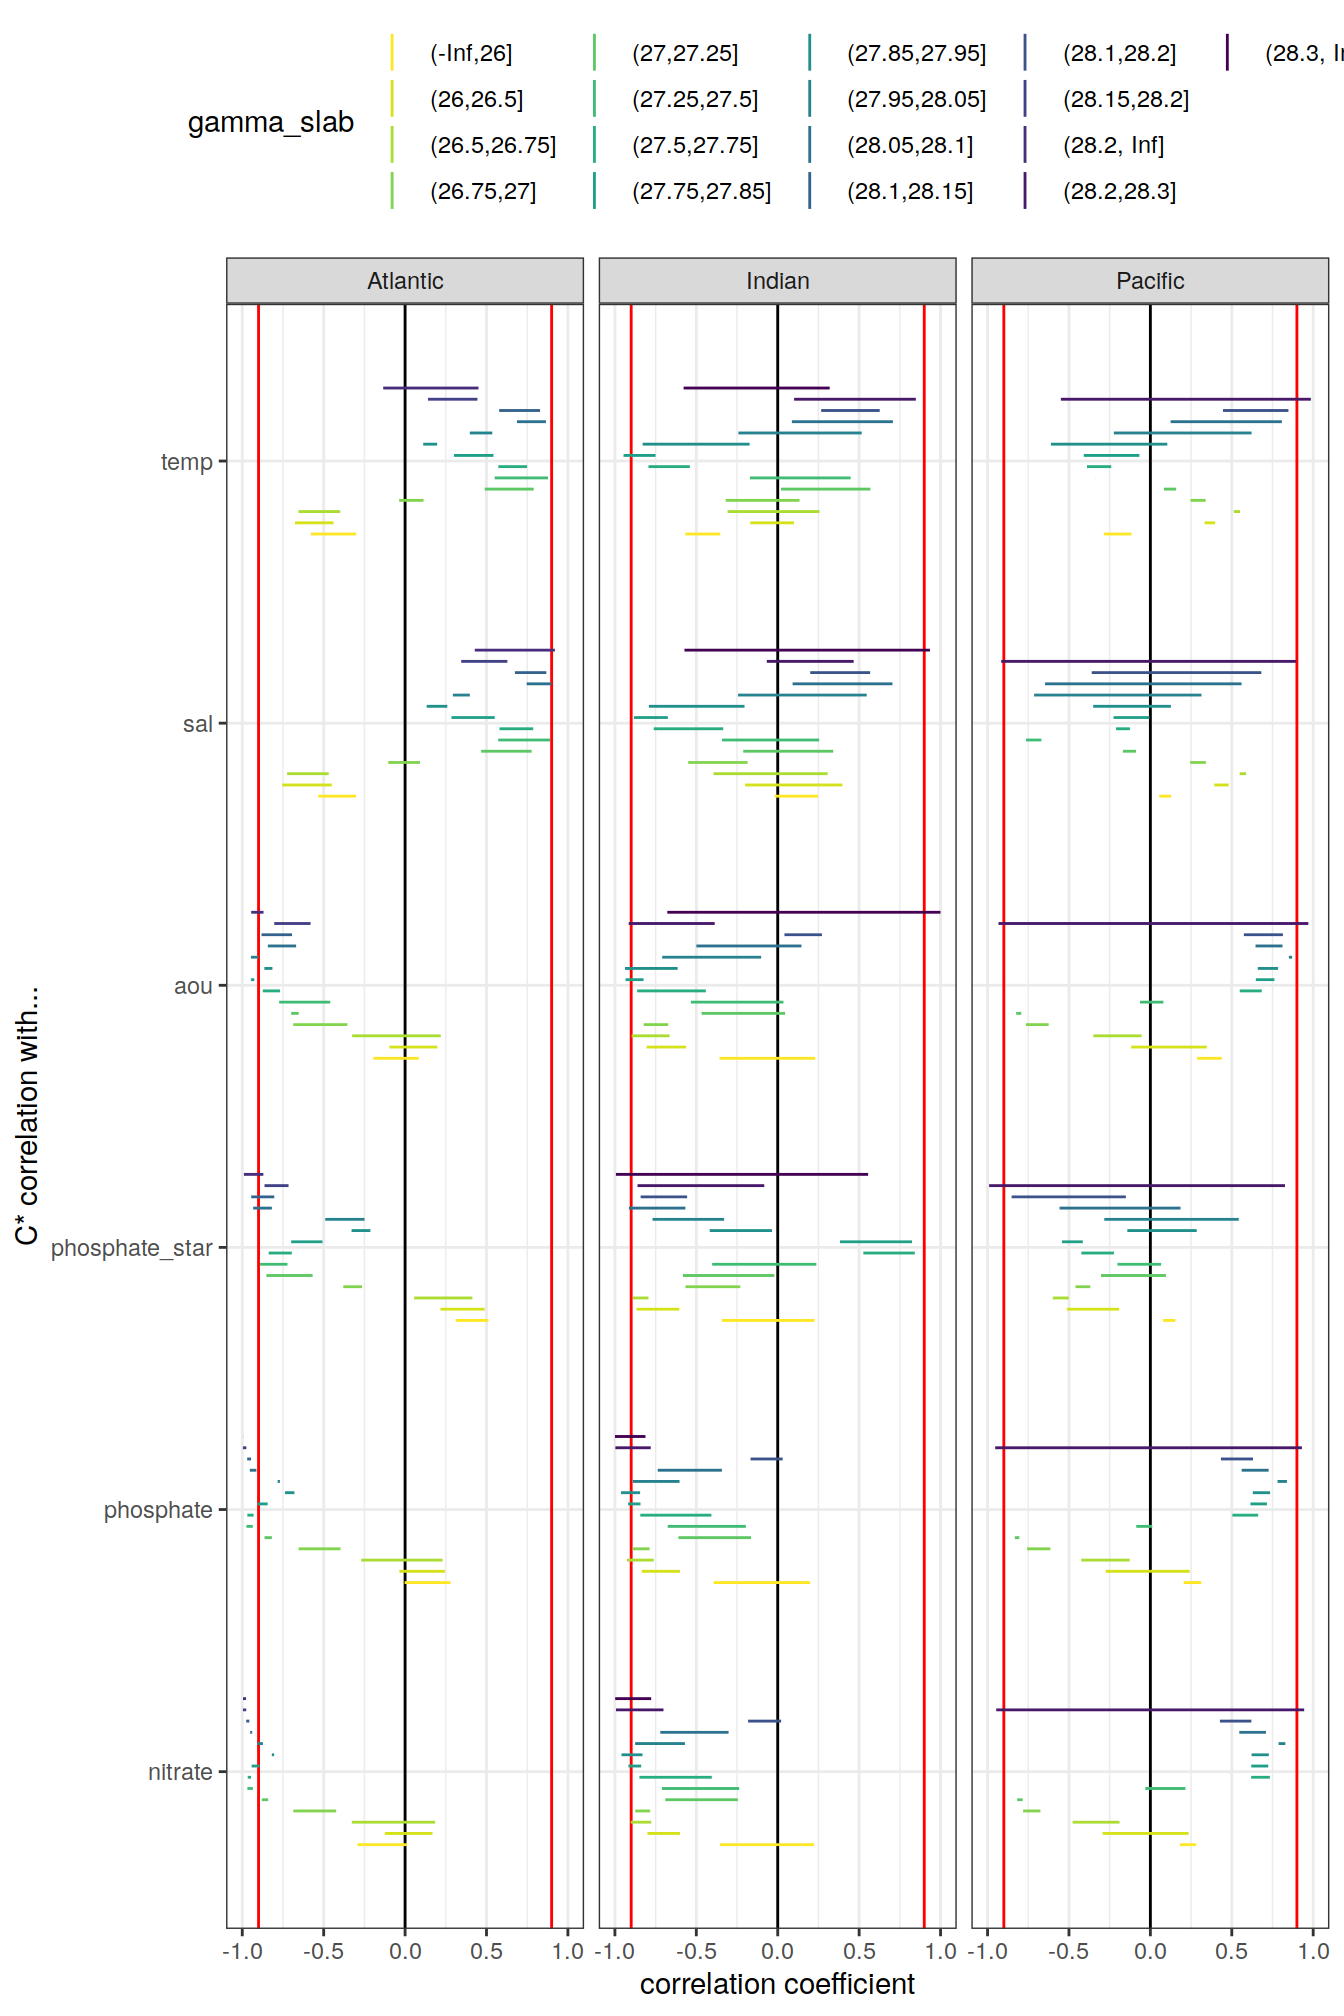 gamma_slab
(-Inf,26] (27,27.25] (27.85,27.95] (28.1,28.2] (28.3,
(26,26.5] (27.25,27.5] (27.95,28.05] (28.15,28.2]
(26.5,26.75] (27.5,27.75] (28.05,28.1] (28.2, Inf]
(26.75,27] (27.75,27.85] (28.1,28.15] (28.2,28.3]
Atlantic Indian Pacific
C* correlation with...
temp
sal
aou
phosphate_star
phosphate
nitrate
-1.0 -0.5 0.0 0.5 1.0 -1.0 -0.5 0.0 0.5 1.0 -1.0 -0.5 0.0 0.5 1.0
correlation coefficient